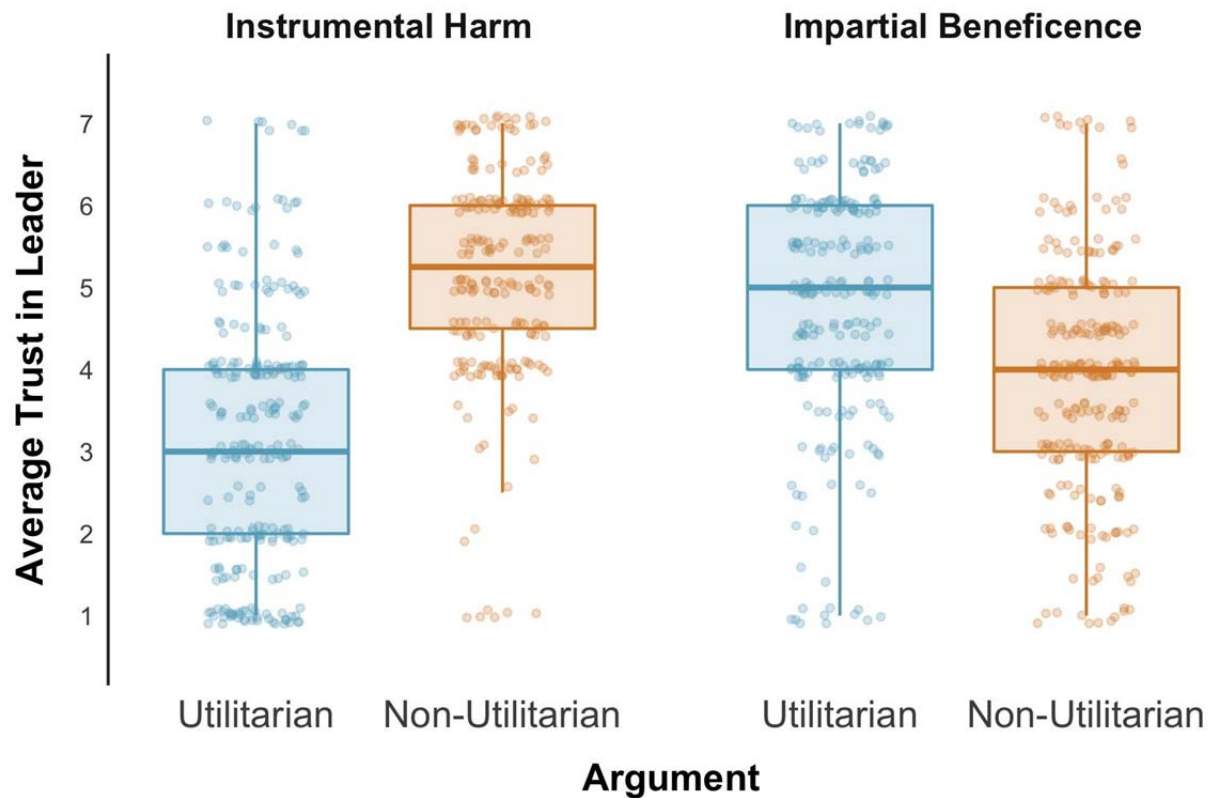 Instrumental Harm
Impartial Beneficence
Average Trust in Leader
7
6
5
4
3
2
1
Utilitarian
Non-Utilitarian
Utilitarian
Non-Utilitarian
Argument